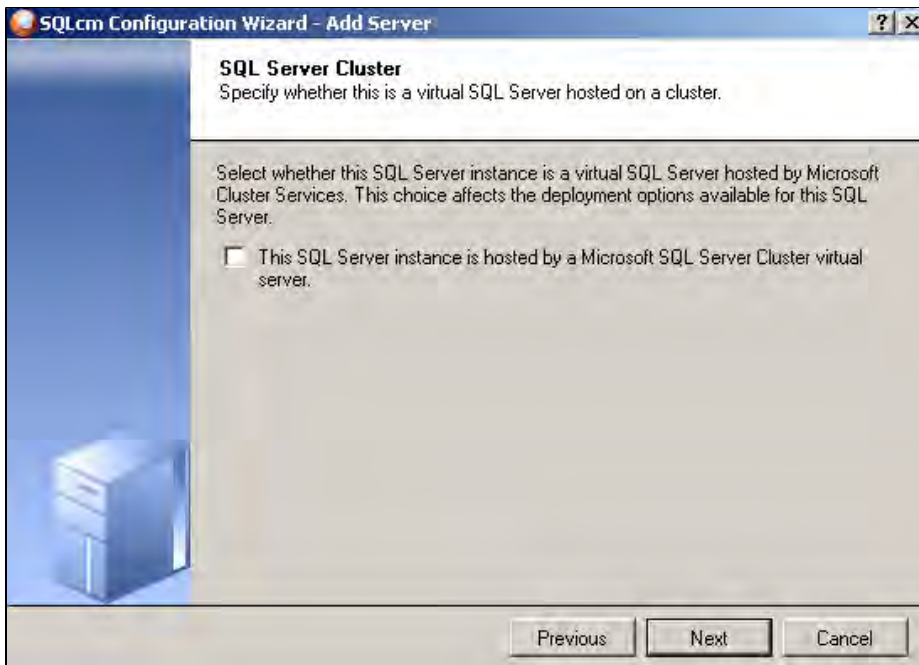 SQLcm Configuration Wizard - Add Server
SQL Server Cluster
Specify whether this is a virtual SQL Server hosted on a cluster.
Select whether this SQL Server instance is a virtual SQL Server hosted by Microsoft
Cluster Services. This choice affects the deployment options available for this SQL
Server.
This SQL Server instance is hosted by a Microsoft SQL Server Cluster virtual
server.
Previous Next Cancel